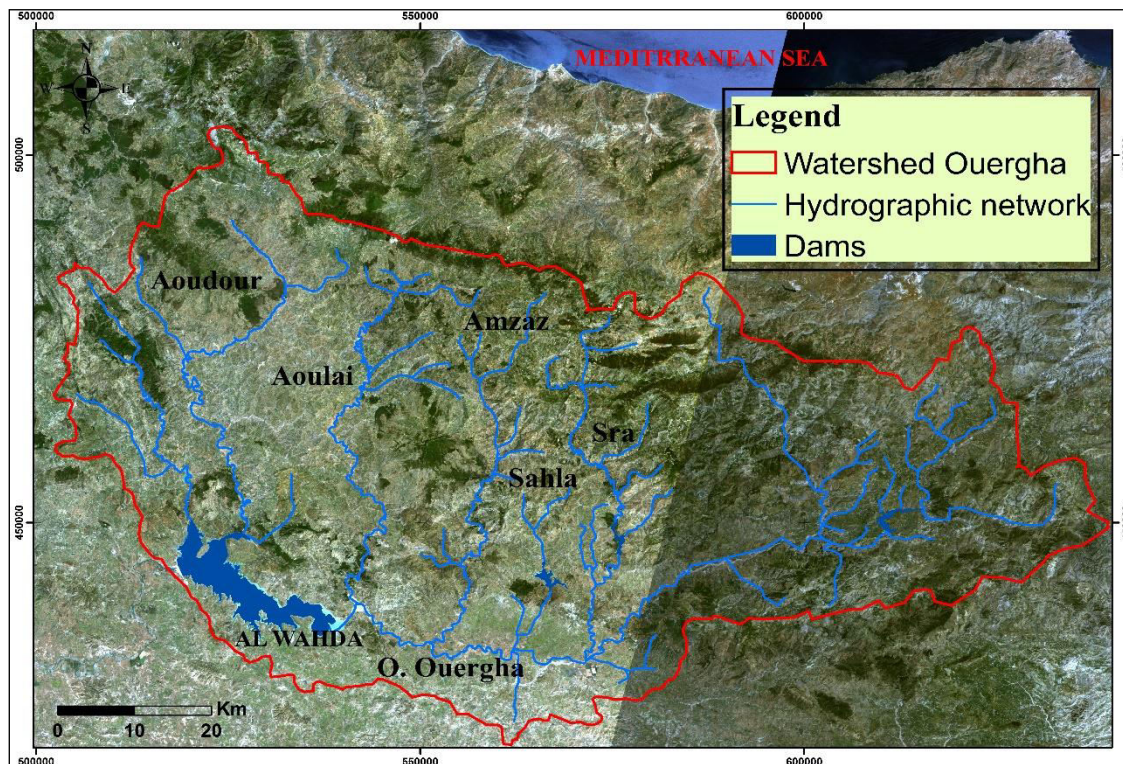 500000 550000 600000
N
W E
S
MEDITRRANEAN SEA
Legend
Watershed Ouergha
Hydrographic network
Dams
500000
Aoudour
Amzaz
Aoulai
Sra
Sahla
450000
AL WAHDA
O. Ouergha
Km
0 10 20
500000 550000 600000